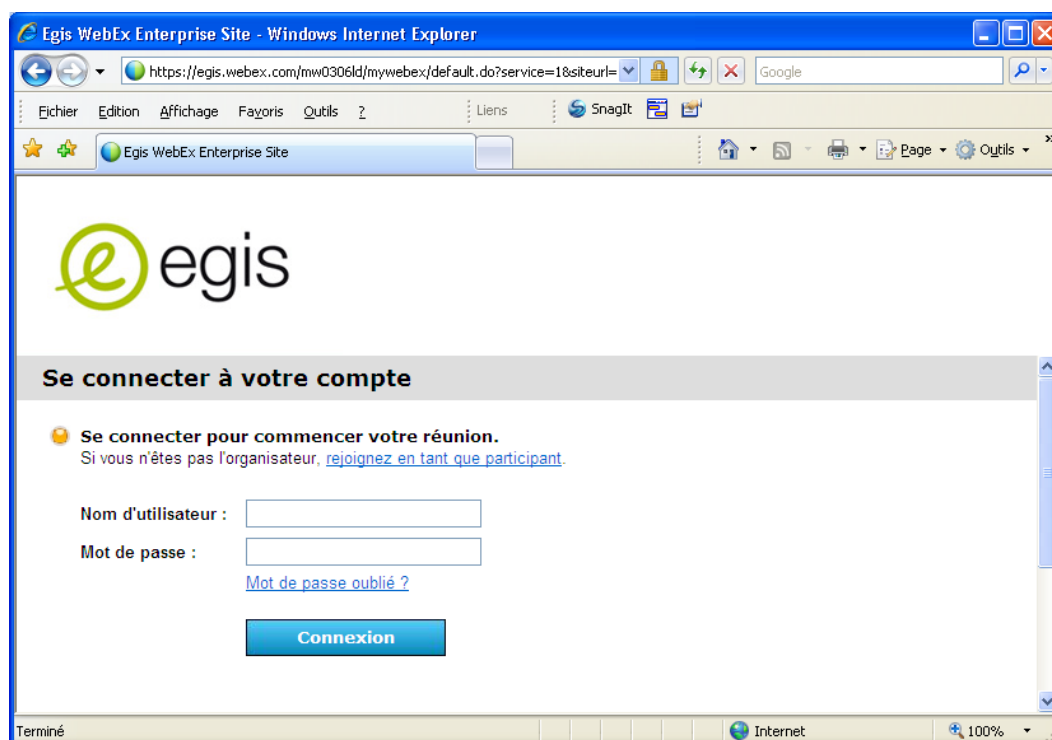 Egis WebEx Enterprise Site - Windows Internet Explorer
https://egis.webex.com/mw0306ld/mywebex/default.do?service=1&siteurl=
Google
Fichier Edition Affichage Favoris Outils ? Liens SnagIt
Egis WebEx Enterprise Site Page Outils
egis
Se connecter à votre compte
Se connecter pour commencer votre réunion.
Si vous n'êtes pas l'organisateur, rejoignez en tant que participant.
Nom d'utilisateur :
Mot de passe :
Mot de passe oublié ?
Connexion
Terminé Internet 100%